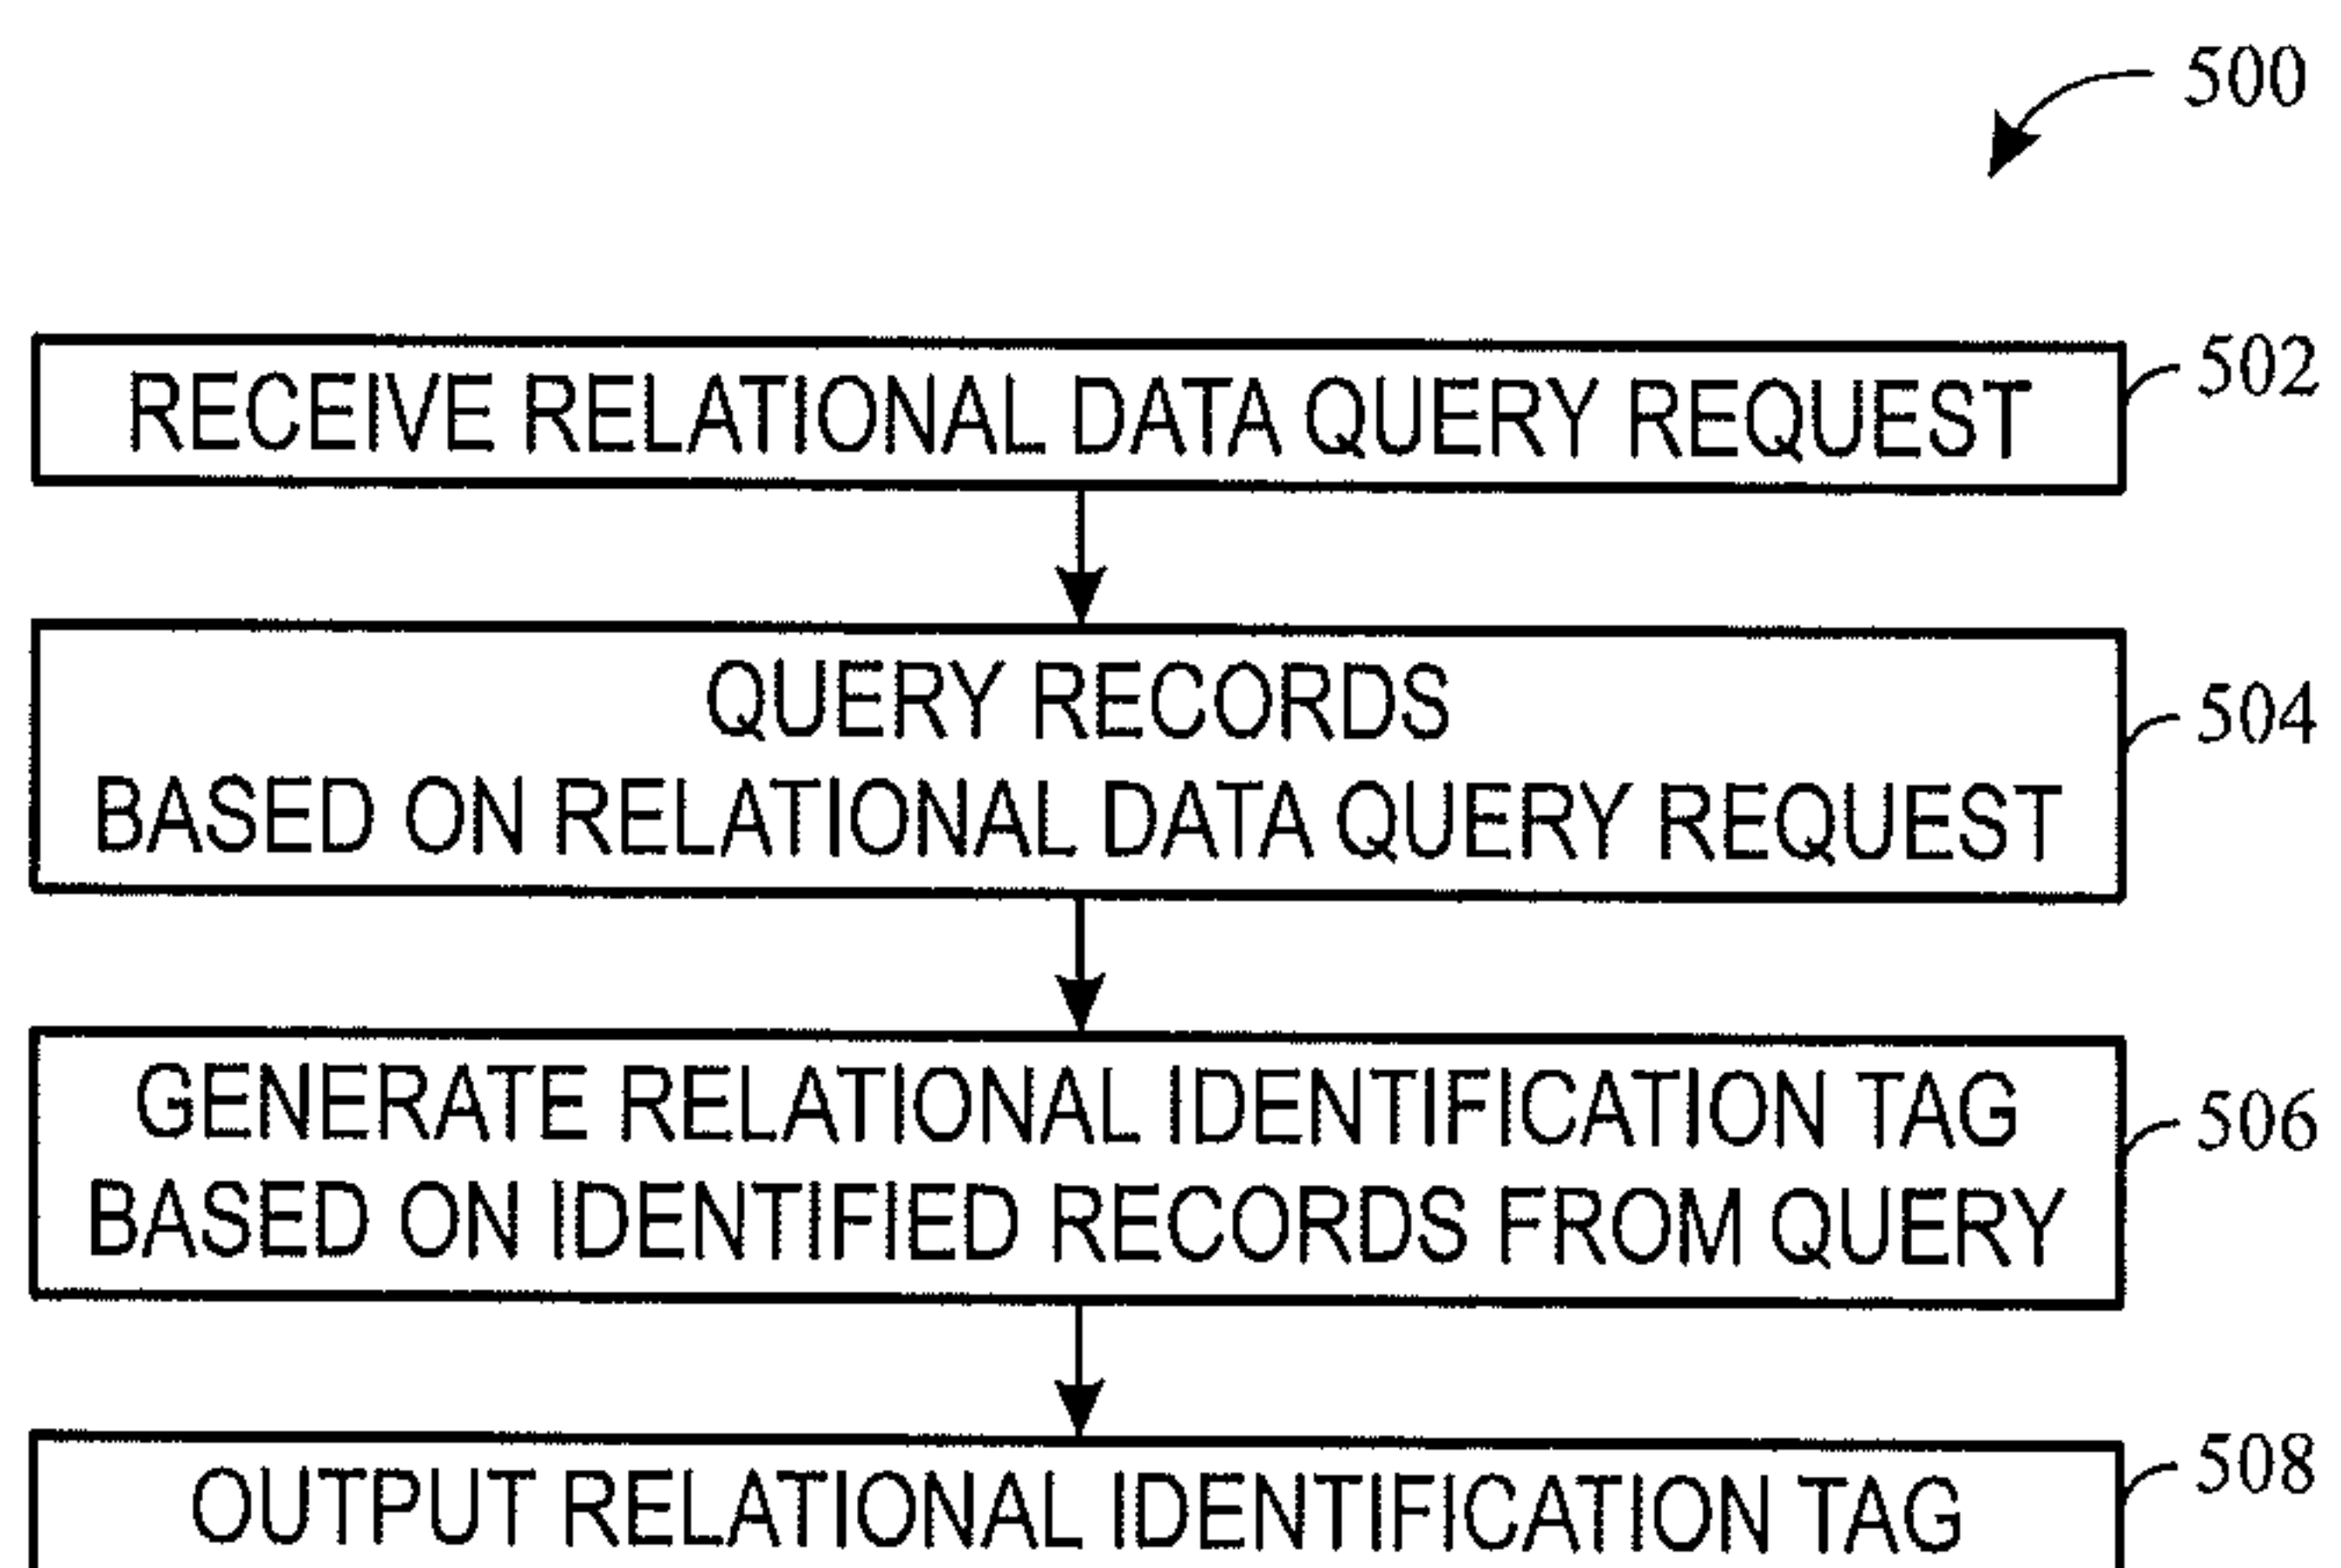 500
RECEIVE RELATIONAL DATA QUERY REQUEST
502
QUERY RECORDS
BASED ON RELATIONAL DATA QUERY REQUEST
504
GENERATE RELATIONAL IDENTIFICATION TAG
BASED ON IDENTIFIED RECORDS FROM QUERY
506
OUTPUT RELATIONAL IDENTIFICATION TAG
508